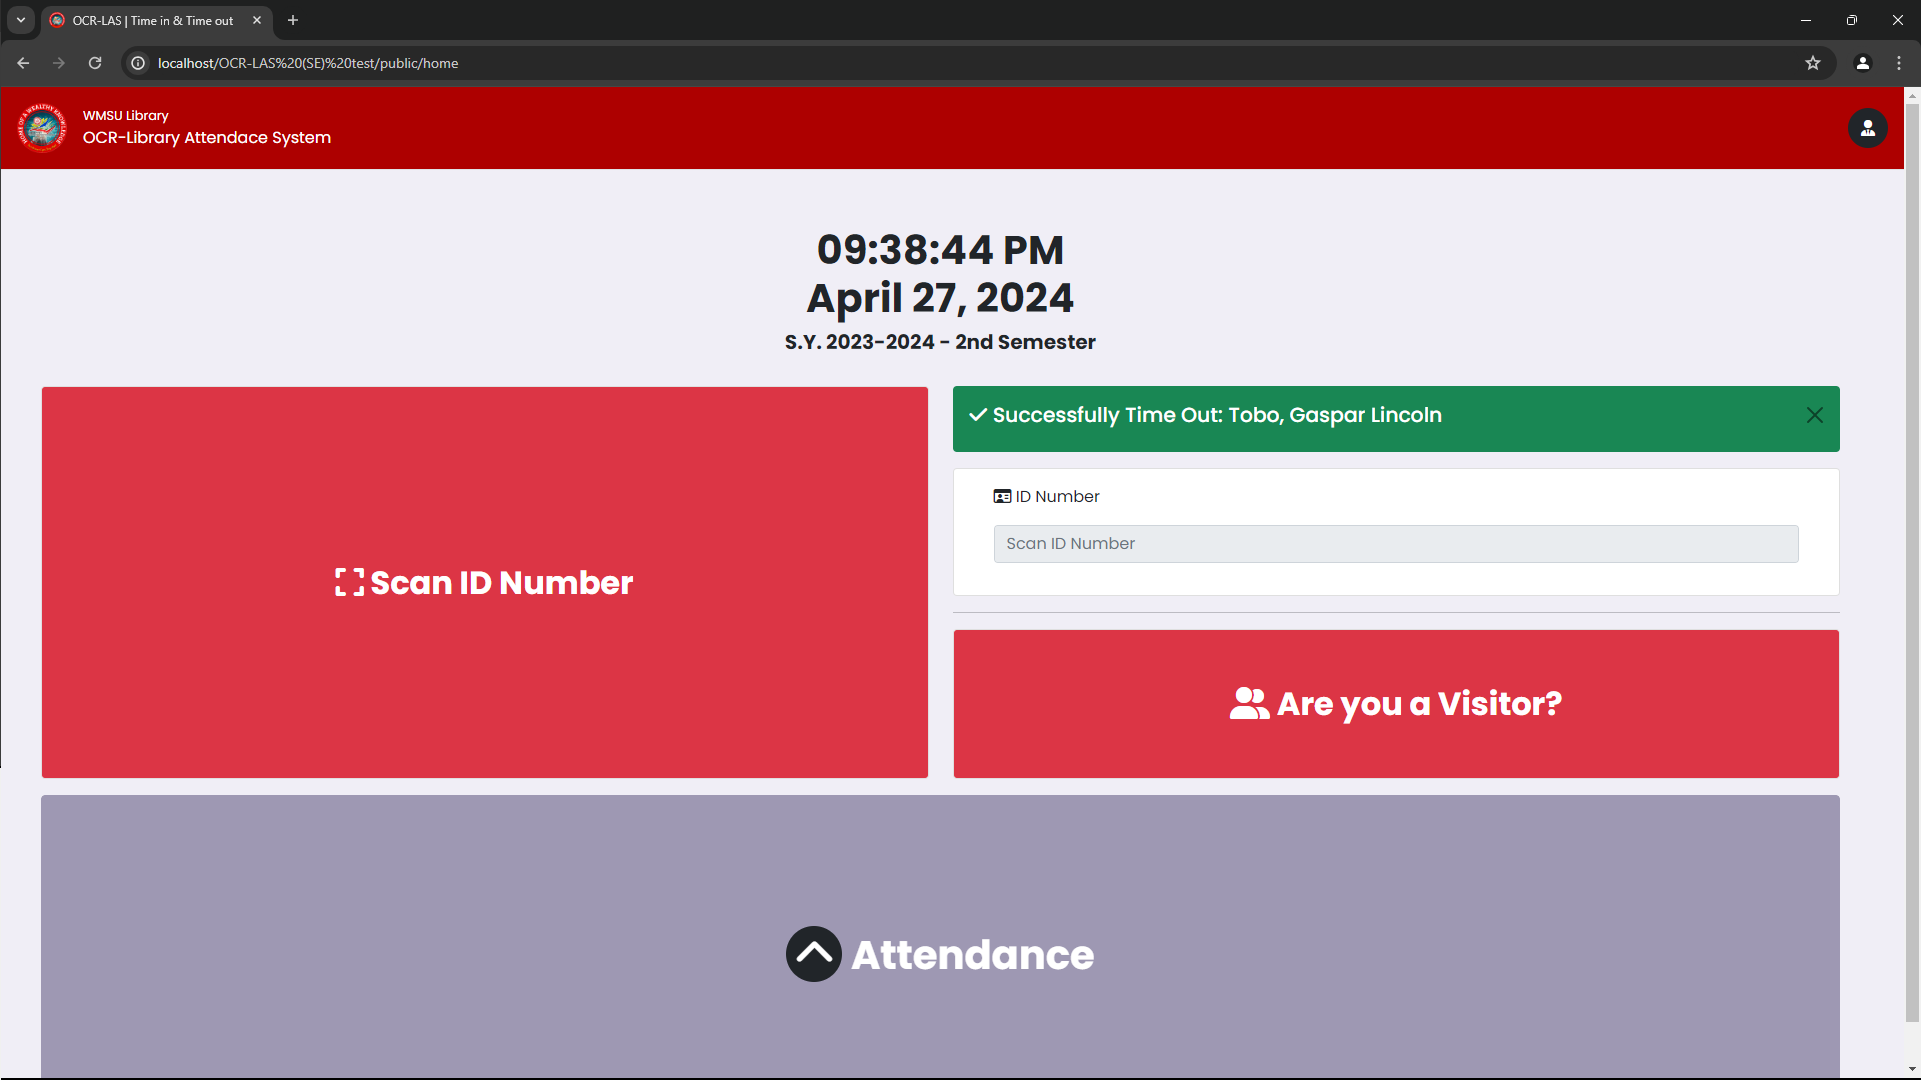 OCR-LAS | Time in & Time out
localhost/OCR-LAS%20(SE)%20test/public/home
WMSU Library
OCR-Library Attendace System
09:38:44 PM
April 27, 2024
S.Y. 2023-2024 - 2nd Semester
Scan ID Number
Successfully Time Out: Tobo, Gaspar Lincoln
ID Number
Scan ID Number
Are you a Visitor?
Attendance